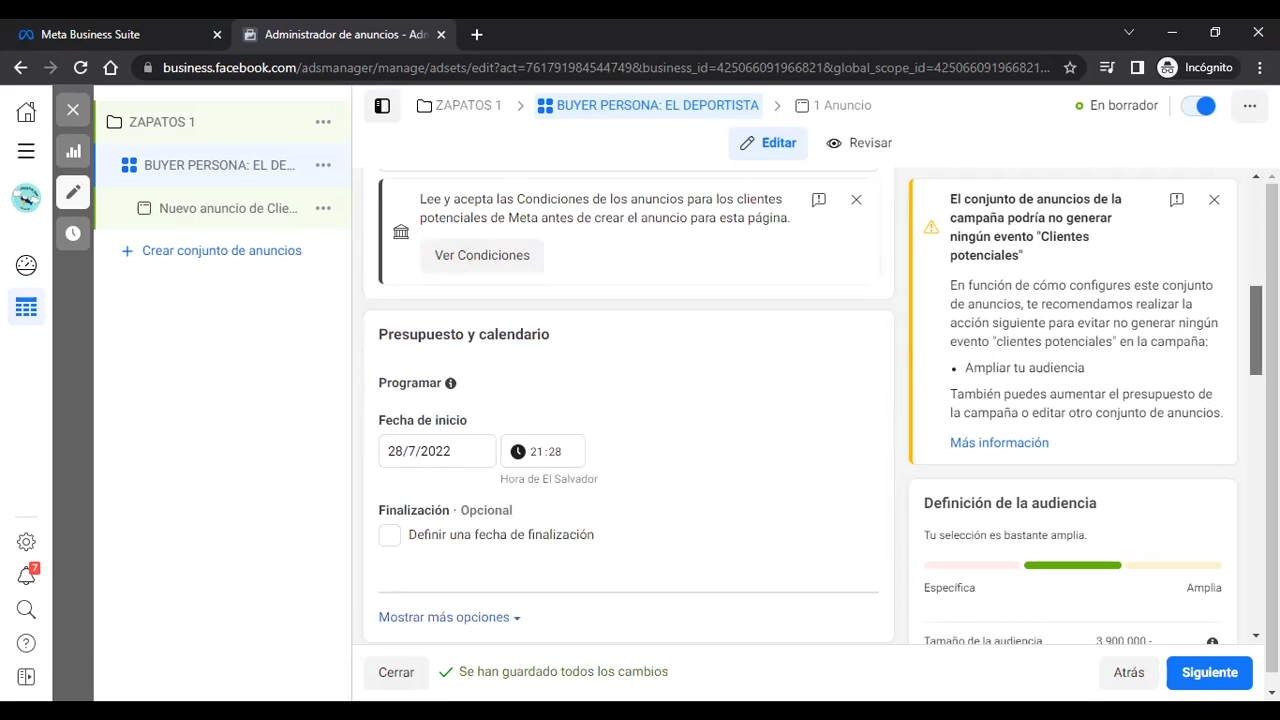 Meta Business Suite
Administrador de anuncios - Adn
business.facebook.com/adsmanager/manage/adsets/edit?act=7617919845447498&business_id=425066091966821&global_scope_id=425066091966821...
Incógnito
ZAPATOS 1
BUYER PERSONA: EL DE...
Nuevo anuncio de Clie...
Crear conjunto de anuncios
7
ZAPATOS 1
BUYER PERSONA: EL DEPORTISTA
1 Anuncio
En borrador
Editar
Revisar
Lee y acepta las Condiciones de los anuncios para los clientes
potenciales de Meta antes de crear el anuncio para esta página.
Ver Condiciones
Presupuesto y calendario
Programar
Fecha de inicio
28/7/2022
21:28
Hora de El Salvador
Finalización · Opcional
Definir una fecha de finalización
Mostrar más opciones
El conjunto de anuncios de la
campaña podría no generar
ningún evento "Clientes
potenciales"
En función de cómo configures este conjunto
de anuncios, te recomendamos realizar la
acción siguiente para evitar no generar ningún
evento "clientes potenciales" en la campaña:
• Ampliar tu audiencia
También puedes aumentar el presupuesto de
la campaña o editar otro conjunto de anuncios.
Más información
Definición de la audiencia
Tu selección es bastante amplia.
Específica
Amplia
Tamaño de la audiencia
3.900.000 -
Cerrar
Se han guardado todos los cambios
Atrás
Siguiente